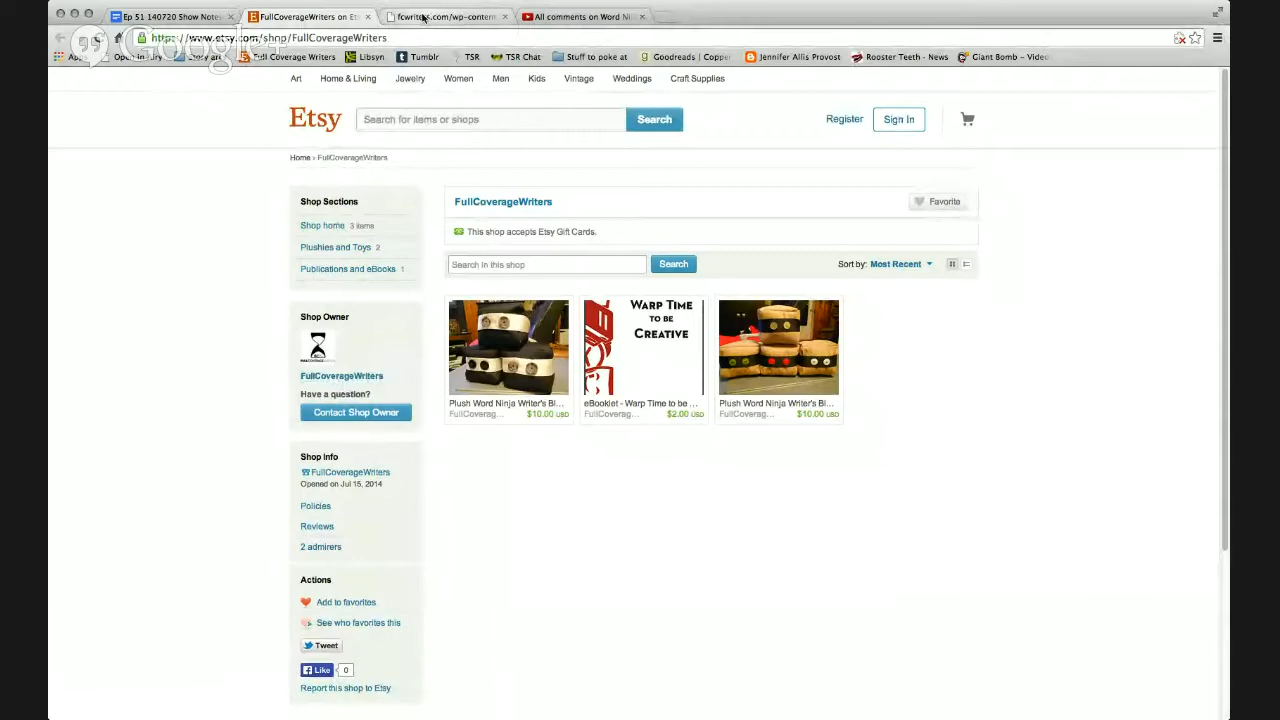 Ep 51 140720 Show Notes
FullCoverageWriters on Et
fcwriters.com/wp-content
All comments on Word Nin
Google+
https://www.etsy.com/shop/FullCoverageWriters
Full Coverage Writers
Libsyn
Tumblr
TSR
TSR Chat
Stuff to poke at
Goodreads | Copper
Jennifer Allis Provost
Rooster Teeth - News
Giant Bomb - Video
Art
Home & Living
Jewelry
Women
Men
Kids
Vintage
Weddings
Craft Supplies
Etsy
Search for items or shops
Search
Register
Sign In
Home › FullCoverageWriters
Shop Sections
Shop home 3 items
Plushies and Toys 2
Publications and eBooks 1
FullCoverageWriters
Favorite
This shop accepts Etsy Gift Cards.
Search in this shop
Search
Sort by: Most Recent
WARP TIME
TO BE
CREATIVE
Plush Word Ninja Writer's Bl...
FullCoverag... $10.00 USD
eBooklet - Warp Time to be ...
FullCoverag... $2.00 USD
Plush Word Ninja Writer's Bl...
FullCoverag... $10.00 USD
Shop Owner
FullCoverageWriters
Have a question?
Contact Shop Owner
Shop Info
FullCoverageWriters
Opened on Jul 15, 2014
Policies
Reviews
2 admirers
Actions
Add to favorites
See who favorites this
Tweet
Like 0
Report this shop to Etsy